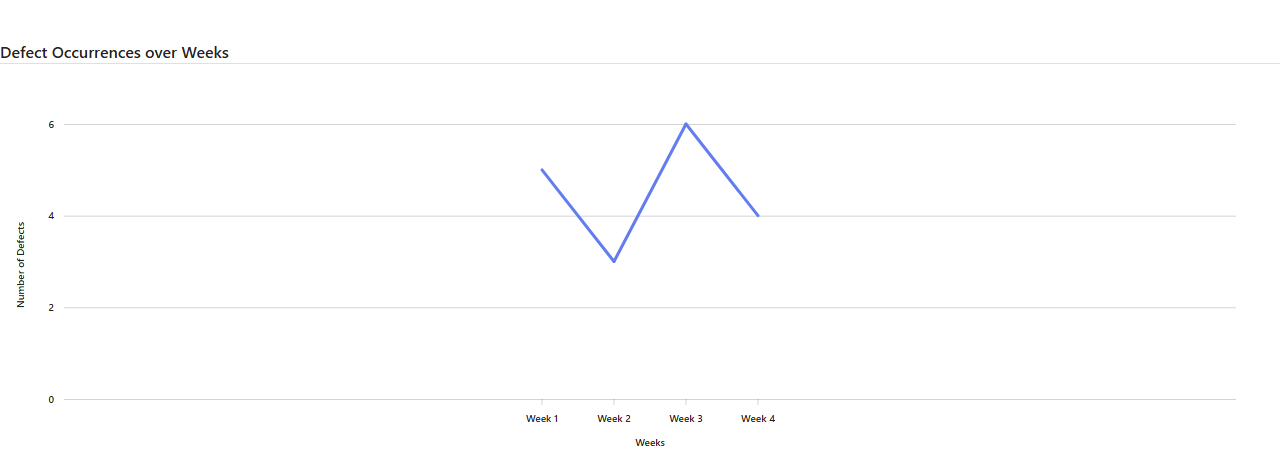 Defect Occurrences over Weeks
6
4
2
0
Number of Defects
Week 1 Week 2 Week 3 Week 4
Weeks